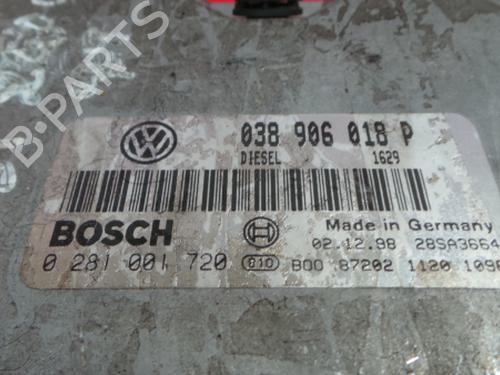 B-PARTS
038 906 018 P
DIESEL 1629
BOSCH
Made in Germany
02.12.98 28SA3664
0 281 001 720 010 B00 87202 1120